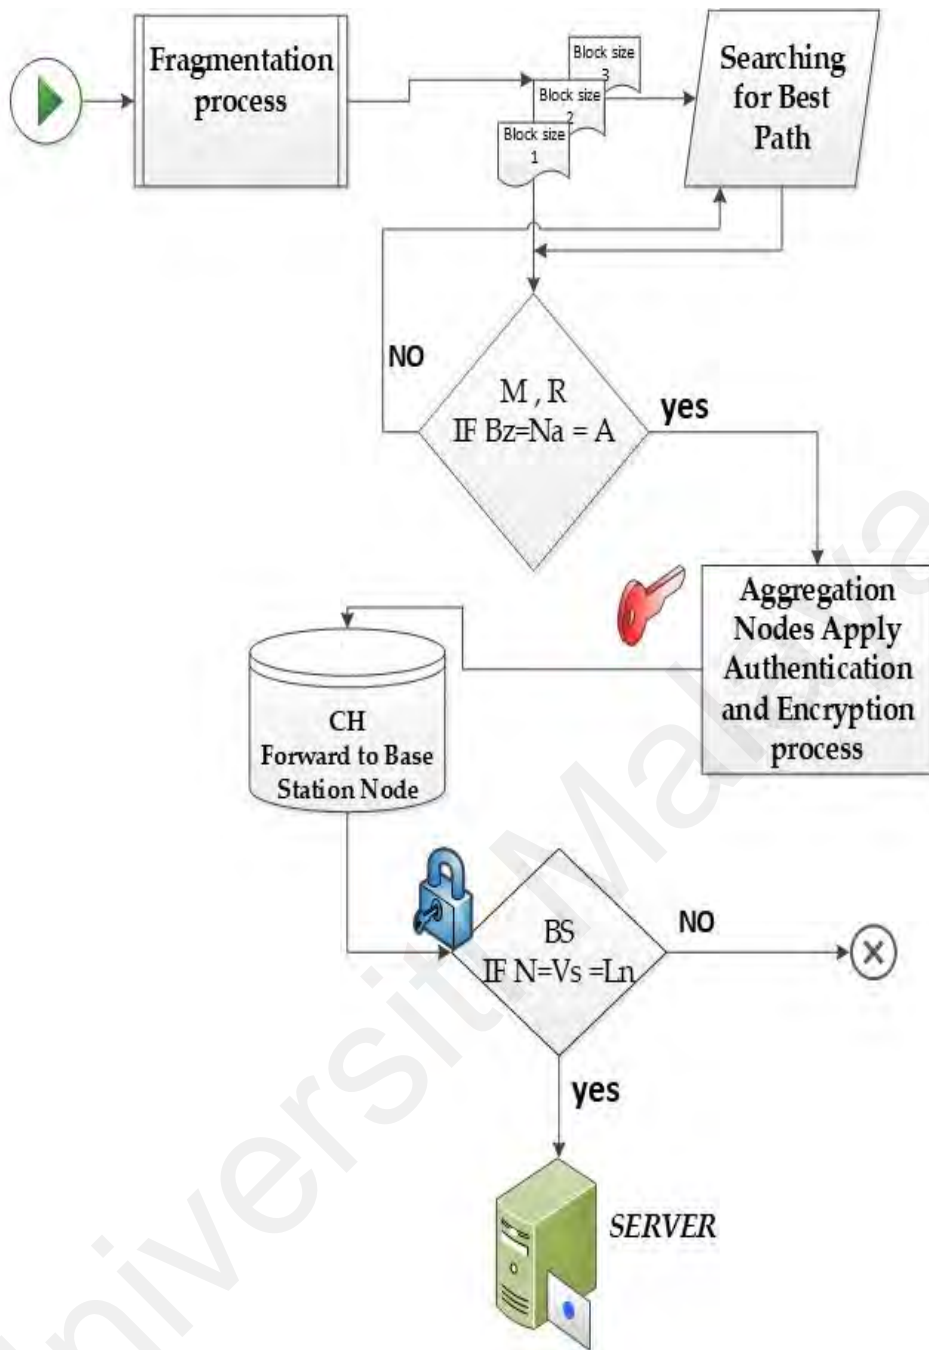 Fragmentation
process
Block size
3
Block size
2
Block size
1
Searching
for Best
Path
NO
M , R
IF Bz=Na = A
yes
Aggregation
Nodes Apply
Authentication
and Encryption
process
CH
Forward to Base
Station Node
BS
IF N=Vs =Ln
NO
yes
SERVER
University Malaya